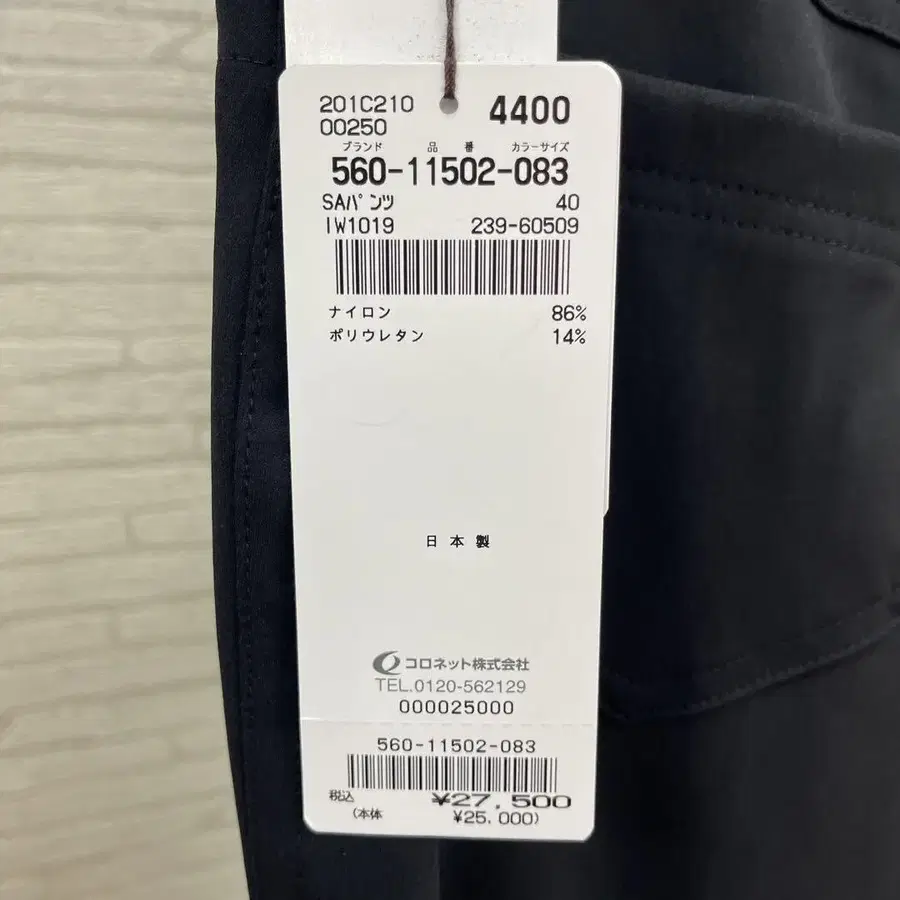 201C210 4400
00250
ブランド 品 番 カラーサイズ
560-11502-083
SAパンツ 40
IW1019 239-60509
ナイロン 86%
ポリウレタン 14%
日本製
コロネット株式会社
TEL.0120-562129
000025000
560-11502-083
税込 ¥27,500
(本体 ¥25,000)